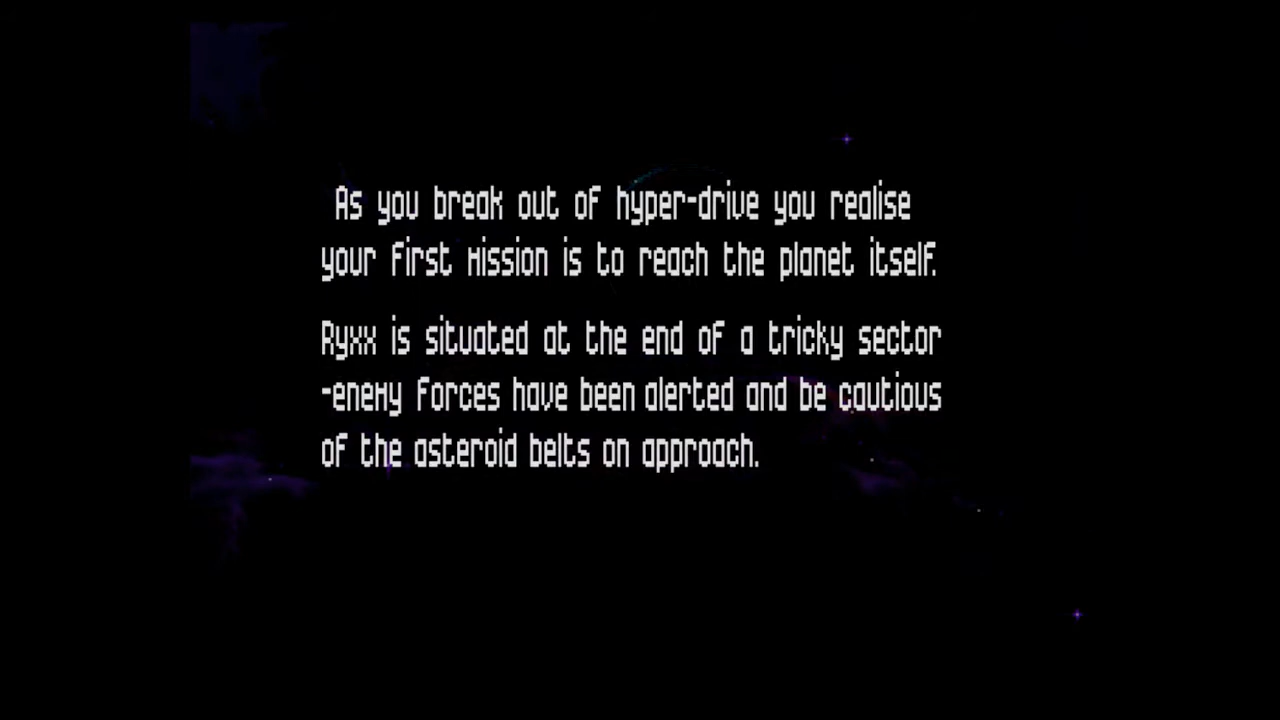 As you break out of hyper-drive you realise
your first mission is to reach the planet itself.
Ryxx is situated at the end of a tricky sector
-enemy forces have been alerted and be cautious
of the asteroid belts on approach.